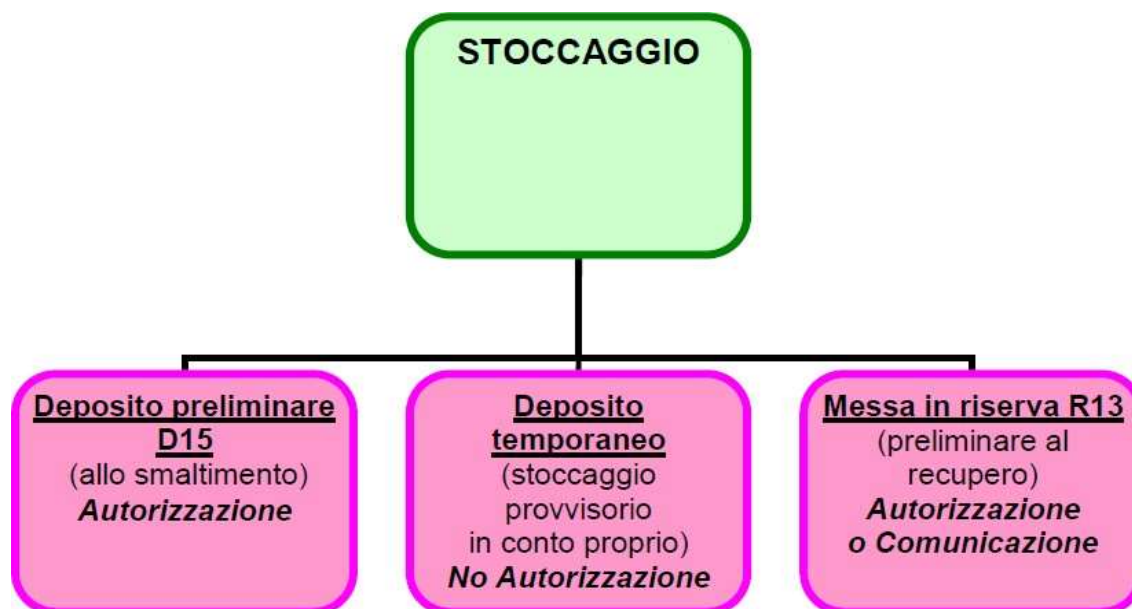 STOCCAGGIO
Deposito preliminare
D15
(allo smaltimento)
Autorizzazione
Deposito
temporaneo
(stoccaggio
provvisorio
in conto proprio)
No Autorizzazione
Messa in riserva R13
(preliminare al
recupero)
Autorizzazione
o Comunicazione